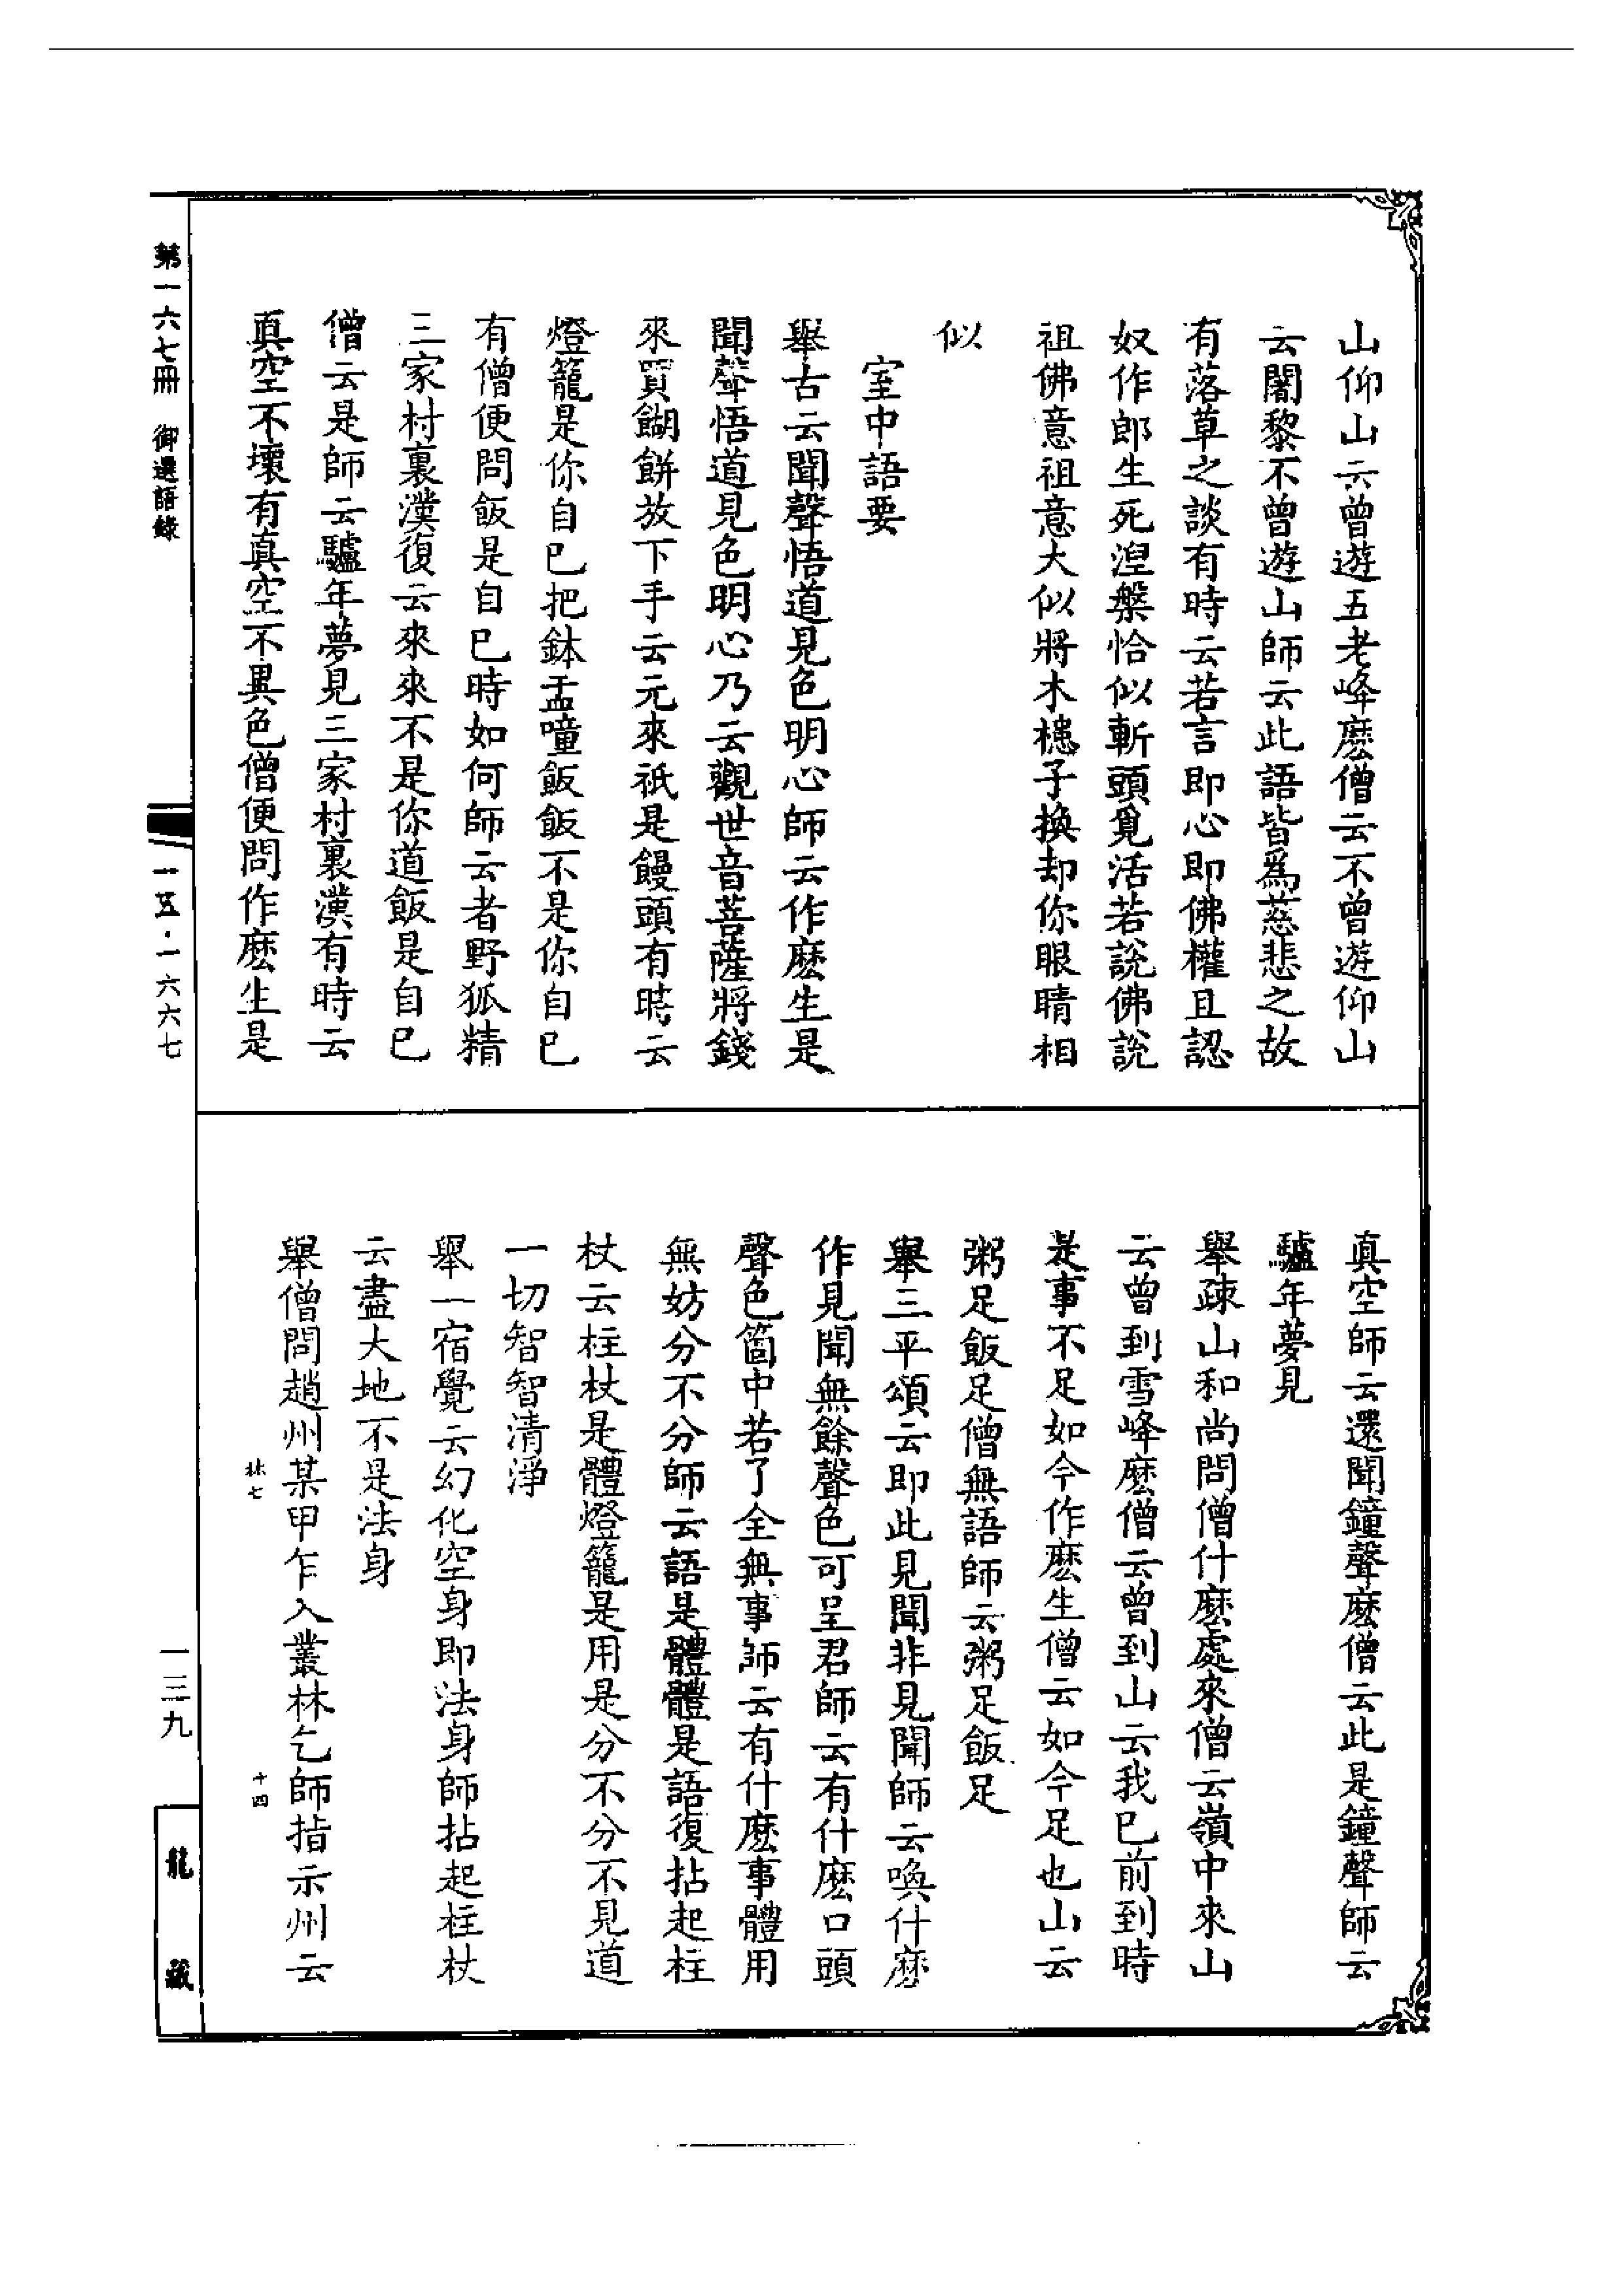 山仰山云曾遊五老峰麽僧云不曾遊仰山
云闍黎不曾遊山師云此語皆爲慈悲之故
有落草之談有時云若言即心即佛權且認
奴作郎生死涅槃恰似斬頭覓活若說佛說
祖佛意祖意大似將木槵子換却你眼睛相
似
室中語要
舉古云聞聲悟道見色明心師云作麽生是
聞聲悟道見色明心乃云觀世音菩薩將錢
來買餬餅放下手云元來祇是饅頭有時云
燈籠是你自己把鉢盂噇飯飯不是你自己
有僧便問飯是自己時如何師云者野狐精
三家村裏漢復云來來不是你道飯是自己
僧云是師云驢年夢見三家村裏漢有時云
真空不壞有真空不異色僧便問作麽生是
真空師云還聞鐘聲麽僧云此是鐘聲師云
驢年夢見
舉疎山和尚問僧什麽處來僧云嶺中來山
云曾到雪峰麽僧云曾到山云我已前到時
是事不足如今作麽生僧云如今足也山云
粥足飯足僧無語師云粥足飯足
舉三平頌云即此見聞非見聞師云喚什麽
作見聞無餘聲色可呈君師云有什麽口頭
聲色箇中若了全無事師云有什麽事體用
無妨分不分師云語是體體是語復拈起柱
杖云柱杖是體燈籠是用是分不分不見道
一切智智清淨
舉一宿覺云幻化空身即法身師拈起柱杖
云盡大地不是法身
舉僧問趙州某甲乍入叢林乞師指示州云
林七
十四
第一六七冊 御選語錄
一五·一六六七
一三九
龍藏